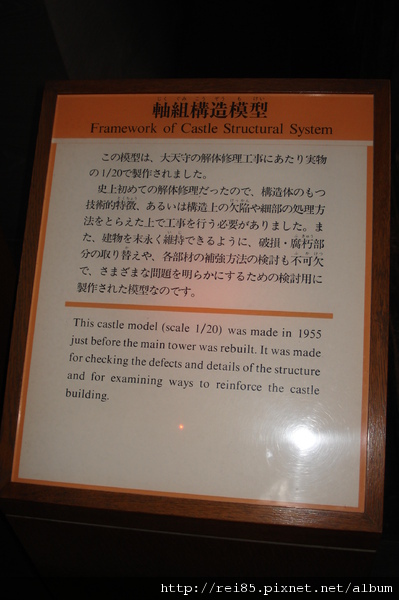 軸組構造模型
Framework of Castle Structural System
この模型は、大天守の解体修理工事にあたり実物
の1/20で製作されました。
史上初めての解体修理だったので、構造体のもつ
技術的特徴、あるいは構造上の欠陥や細部の処理方
法をとらえた上で工事を行う必要がありました。ま
た、建物を末永く維持できるように、破損・腐朽部
分の取り替えや、各部材の補強方法の検討も不可欠
で、さまざまな問題を明らかにするための検討用に
製作された模型なのです。
This castle model (scale 1/20) was made in 1955
just before the main tower was rebuilt. It was made
for checking the defects and details of the structure
and for examining ways to reinforce the castle
building.
http://rei85.pixnet.net/album